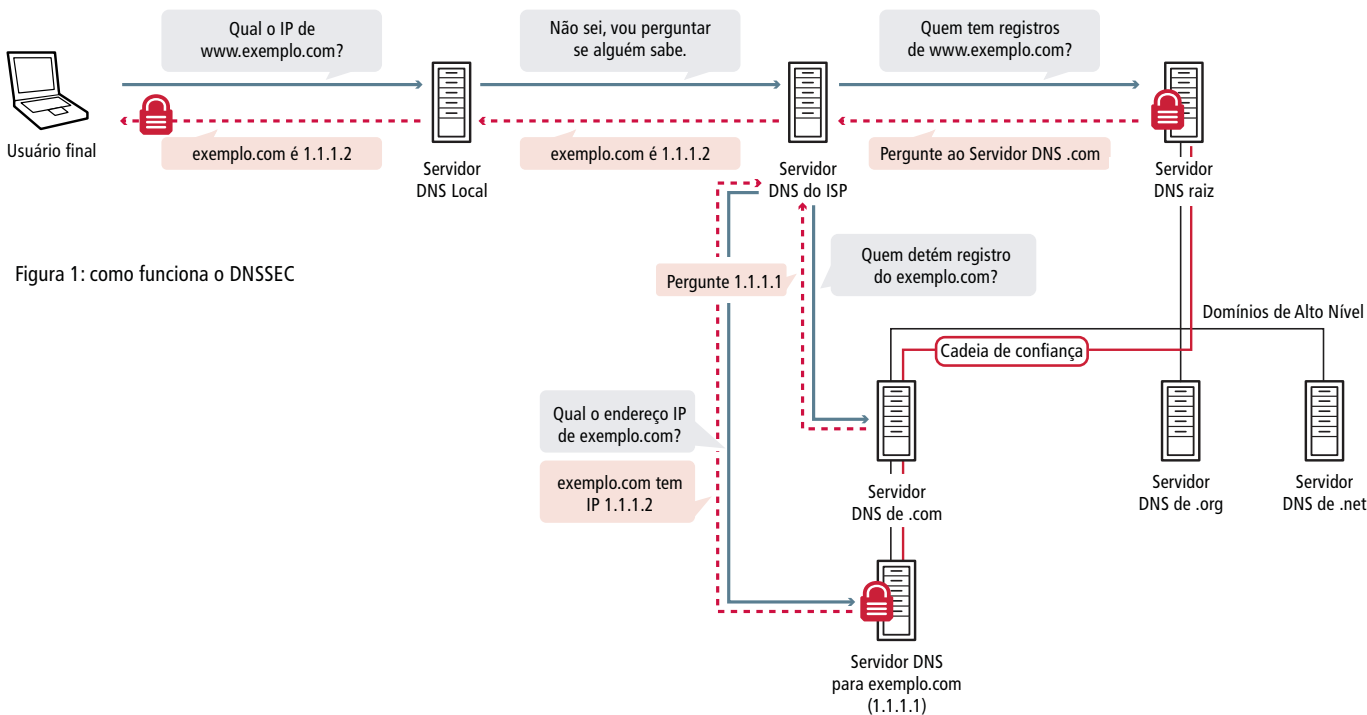 Qual o IP de
www.exemplo.com?
Não sei, vou perguntar
se alguém sabe.
Quem tem registros
de www.exemplo.com?
Usuário final
exemplo.com é 1.1.1.2
exemplo.com é 1.1.1.2
Pergunte ao Servidor DNS .com
Servidor
DNS Local
Servidor
DNS do ISP
Servidor
DNS raiz
Figura 1: como funciona o DNSSEC
Pergunte 1.1.1.1
Quem detém registro
do exemplo.com?
Domínios de Alto Nível
Cadeia de confiança
Qual o endereço IP
de exemplo.com?
exemplo.com tem
IP 1.1.1.2
Servidor
DNS de .com
Servidor
DNS de .org
Servidor
DNS de .net
Servidor DNS
para exemplo.com
(1.1.1.1)